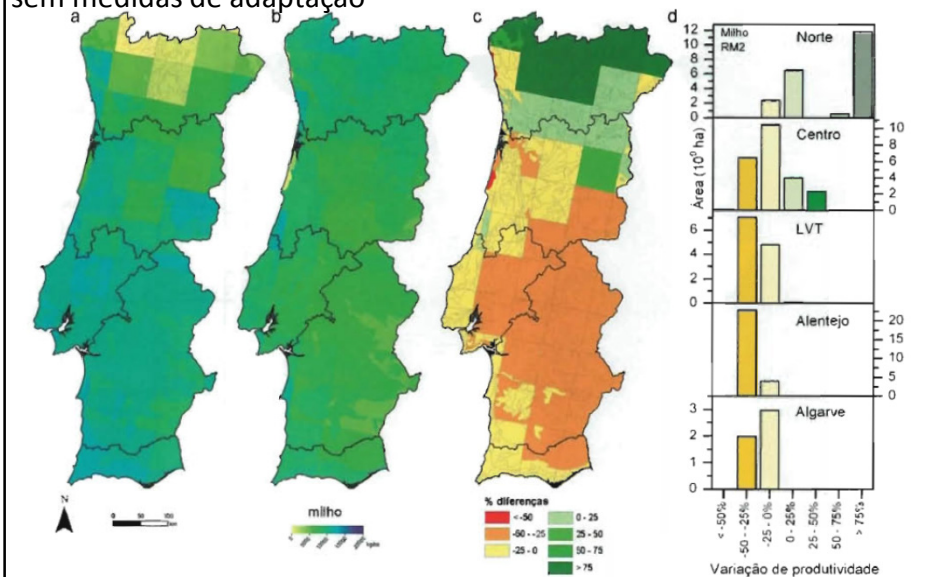 sem medidas de adaptação
a
b
c
d
Milho
RM2
Norte
12
10
8
6
4
2
0
Centro
10
8
6
4
2
0
LVT
6
4
2
0
Alentejo
20
15
10
5
0
Algarve
3
2
1
0
< -50%
-50 - -25%
-25 - 0%
0 - 25%
25 - 50%
50 - 75%
> 75%
Variação de produtividade
N
milho
% diferenças
< -50
-50 - -25
-25 - 0
0 - 25
25 - 50
50 - 75
> 75